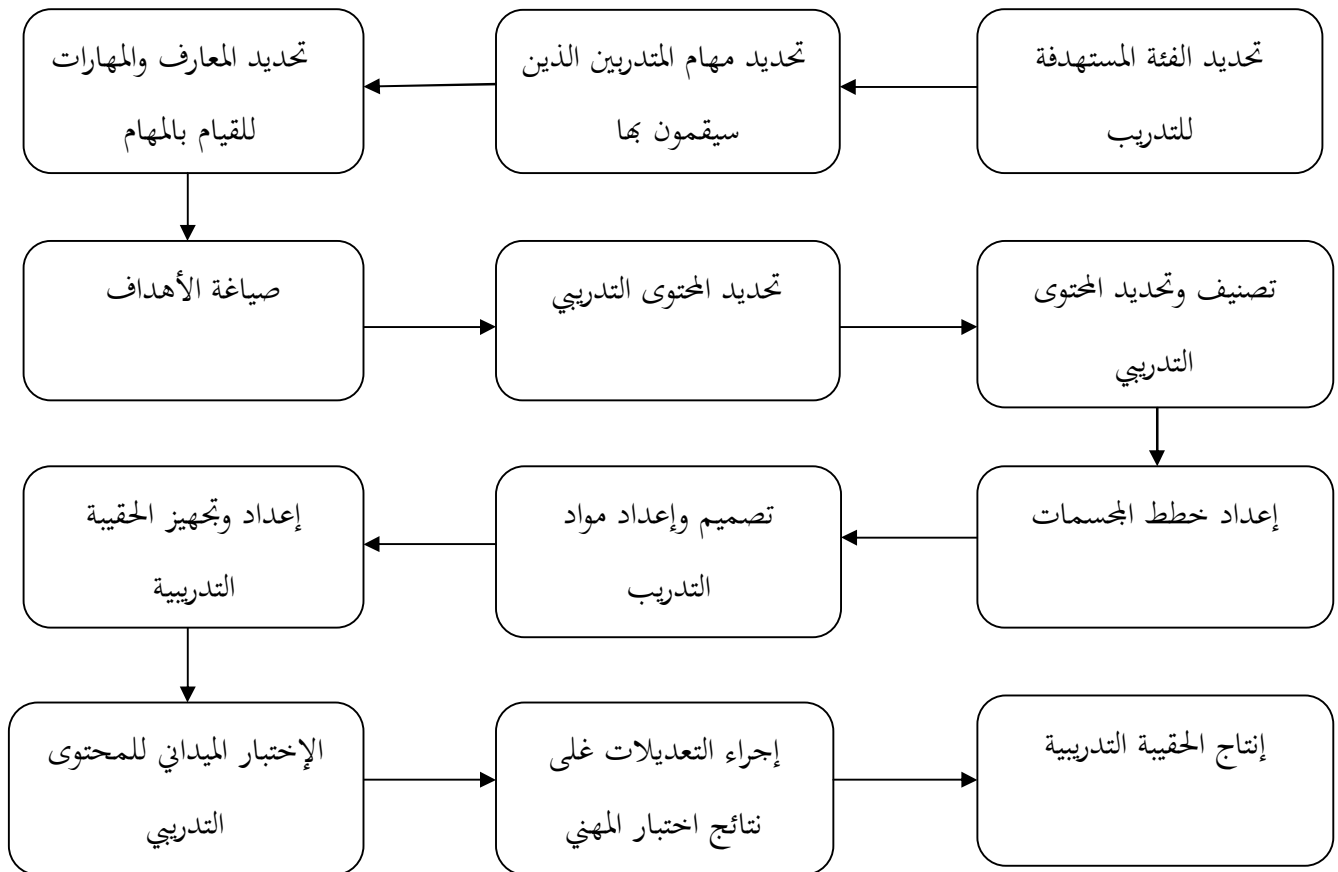 تحديد الفئة المستهدفة
للتدريب
تحديد مهام المتدربين الذين
سيقمون بها
تحديد المعارف والمهارات
للقيام بالمهام
صياغة الأهداف
تحديد المحتوى التدريبي
تصنيف وتحديد المحتوى
التدريبي
إعداد خطط المجسمات
تصميم وإعداد مواد
التدريب
إعداد وتجهيز الحقيبة
التدريبية
الإختبار الميداني للمحتوى
التدريبي
إجراء التعديلات غلى
نتائج اختبار المهني
إنتاج الحقيبة التدريبية